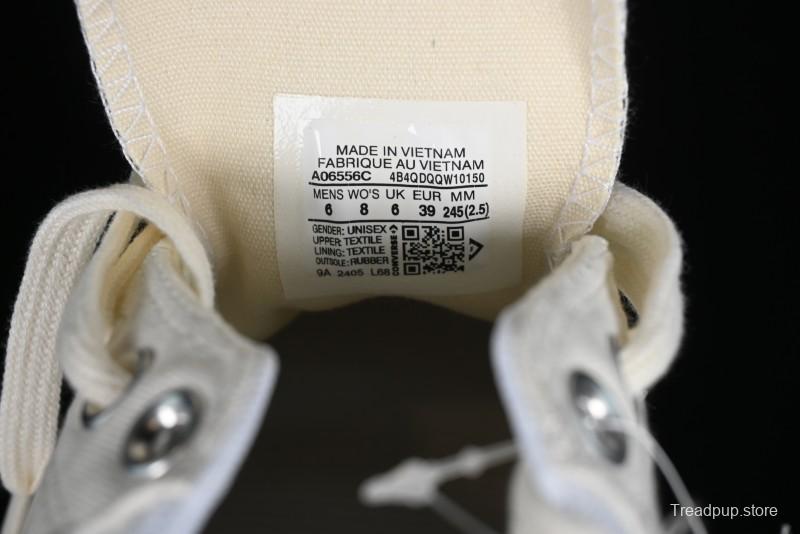 MADE IN VIETNAM
FABRIQUE AU VIETNAM
A06556C 4B4QDQQW10150
MENS WO'S UK EUR MM
6 8 6 39 245(2.5)
GENDER: UNISEX
UPPER: TEXTILE
LINING: TEXTILE
OUTSOLE: RUBBER
9A 2405 L68
CONVERSE
Treadpup.store